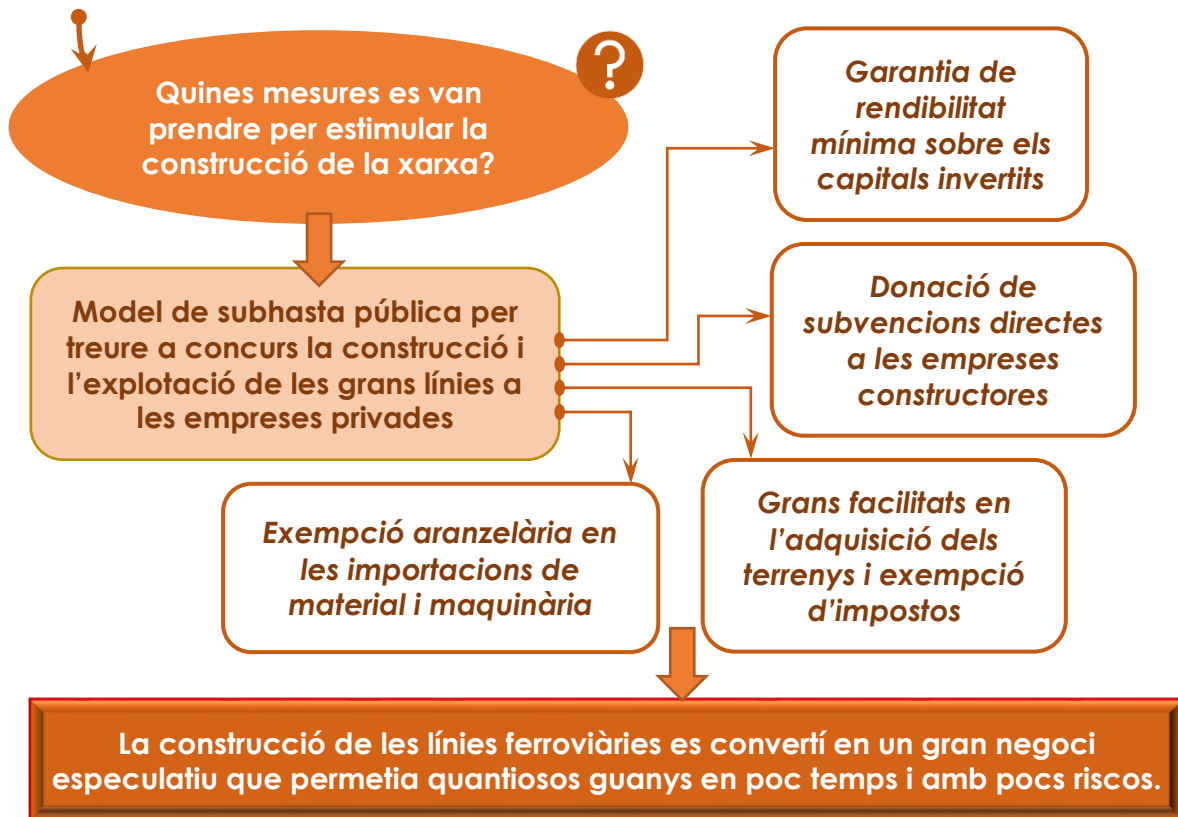 ?
Quines mesures es van
prendre per estimular la
construcció de la xarxa?
Model de subhasta pública per
treure a concurs la construcció i
l’explotació de les grans línies a
les empreses privades
Garantia de
rendibilitat
mínima sobre els
capitals invertits
Donació de
subvencions directes
a les empreses
constructores
Grans facilitats en
l’adquisició dels
terrenys i exempció
d’impostos
Exempció aranzelària en
les importacions de
material i maquinària
La construcció de les línies ferroviàries es convertí en un gran negoci
especulatiu que permetia quantiosos guanys en poc temps i amb pocs riscos.